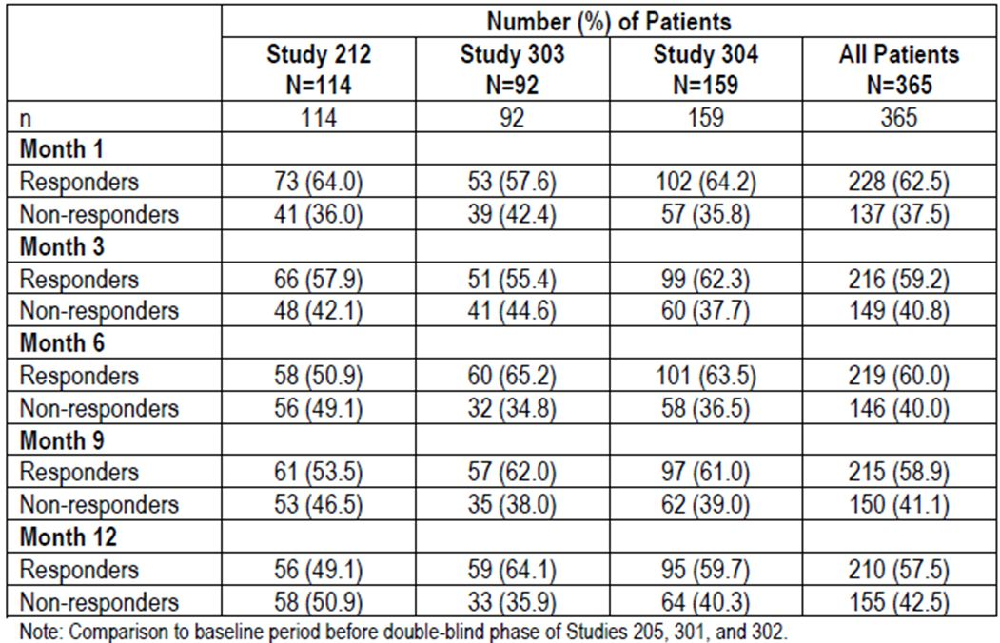 Number (%) of Patients
Study 212 N=114 Study 303 N=92 Study 304 N=159 All Patients N=365
n 114 92 159 365
Month 1
Responders 73 (64.0) 53 (57.6) 102 (64.2) 228 (62.5)
Non-responders 41 (36.0) 39 (42.4) 57 (35.8) 137 (37.5)
Month 3
Responders 66 (57.9) 51 (55.4) 99 (62.3) 216 (59.2)
Non-responders 48 (42.1) 41 (44.6) 60 (37.7) 149 (40.8)
Month 6
Responders 58 (50.9) 60 (65.2) 101 (63.5) 219 (60.0)
Non-responders 56 (49.1) 32 (34.8) 58 (36.5) 146 (40.0)
Month 9
Responders 61 (53.5) 57 (62.0) 97 (61.0) 215 (58.9)
Non-responders 53 (46.5) 35 (38.0) 62 (39.0) 150 (41.1)
Month 12
Responders 56 (49.1) 59 (64.1) 95 (59.7) 210 (57.5)
Non-responders 58 (50.9) 33 (35.9) 64 (40.3) 155 (42.5)
Note: Comparison to baseline period before double-blind phase of Studies 205, 301, and 302.